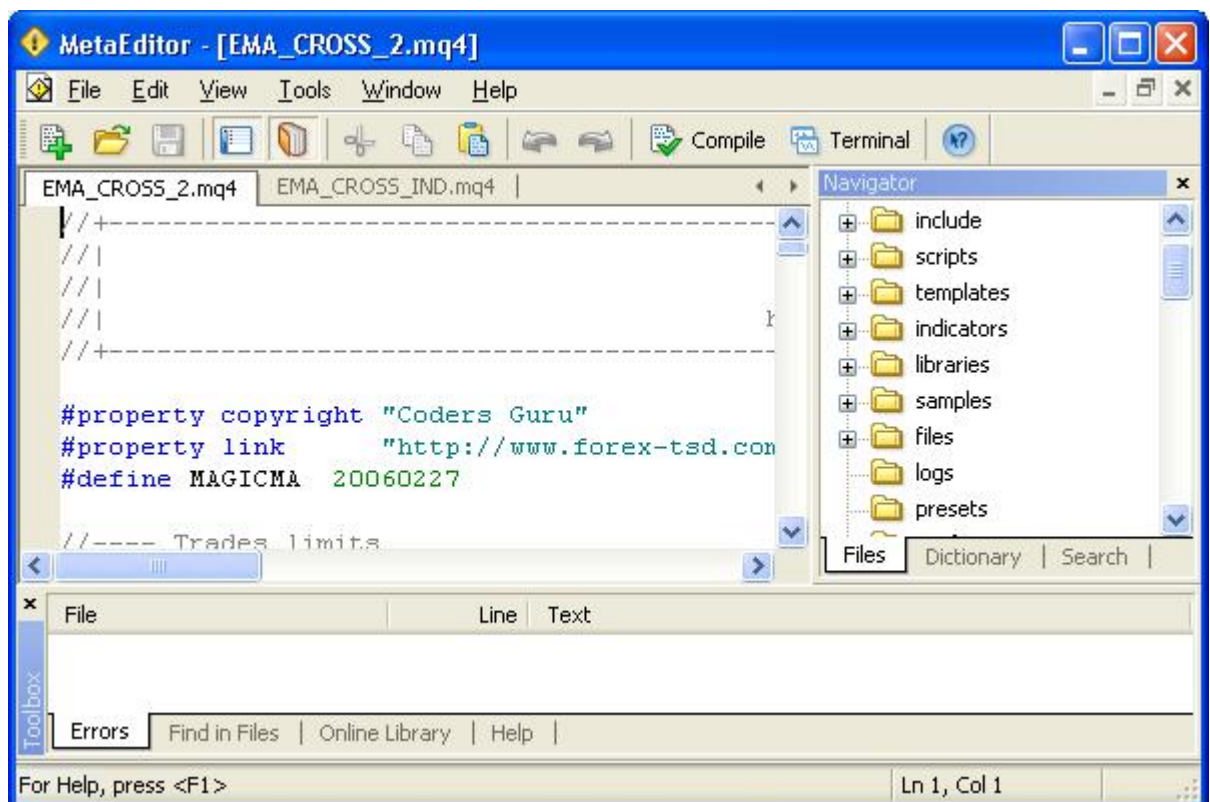 MetaEditor - [EMA_CROSS_2.mq4]
File Edit View Tools Window Help
Compile Terminal
EMA_CROSS_2.mq4 | EMA_CROSS_IND.mq4 |
//+------------------------------------------------
//|
//|
//| h
//+------------------------------------------------
#property copyright "Coders Guru"
#property link "http://www.forex-tsd.com
#define MAGICMA 20060227
//---- Trades limits
Navigator
include
scripts
templates
indicators
libraries
samples
files
logs
presets
Files Dictionary | Search |
File Line Text
Toolbox
Errors Find in Files | Online Library | Help |
For Help, press <F1> Ln 1, Col 1